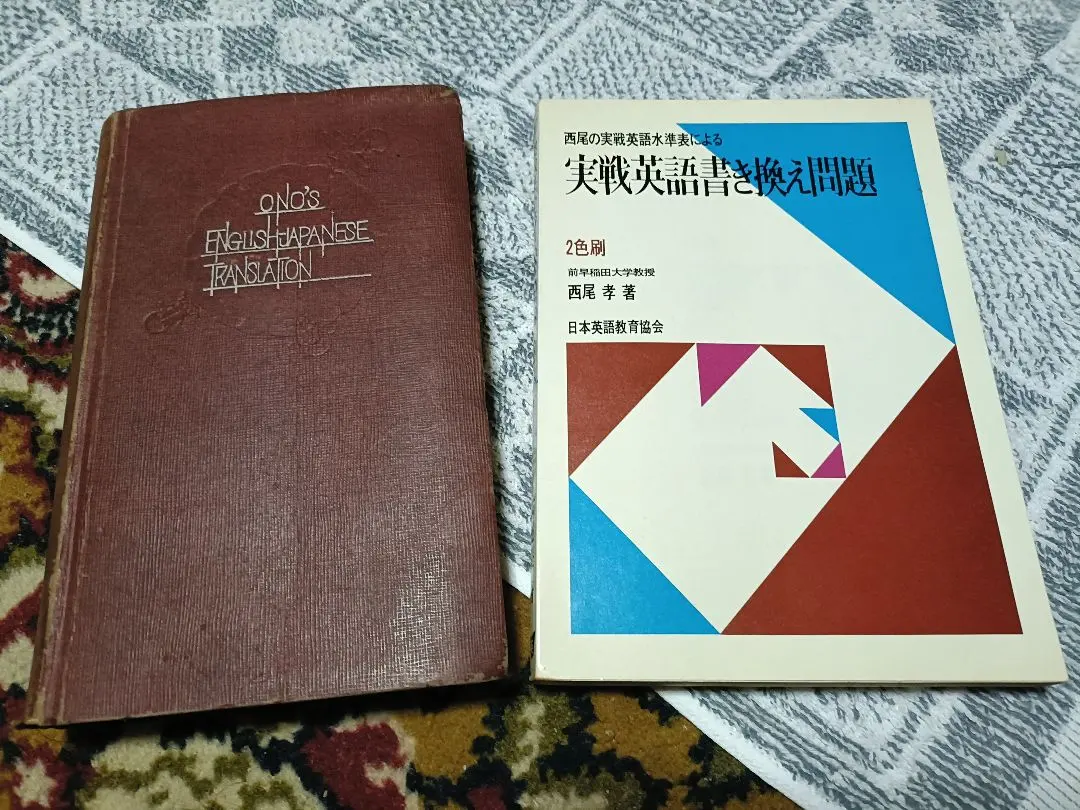 ONO'S
ENGLISH-JAPANESE
TRANSLATION
西尾の実戦英語水準表による
実戦英語書き換え問題
2色刷
前早稲田大学教授
西尾 孝 著
日本英語教育協会